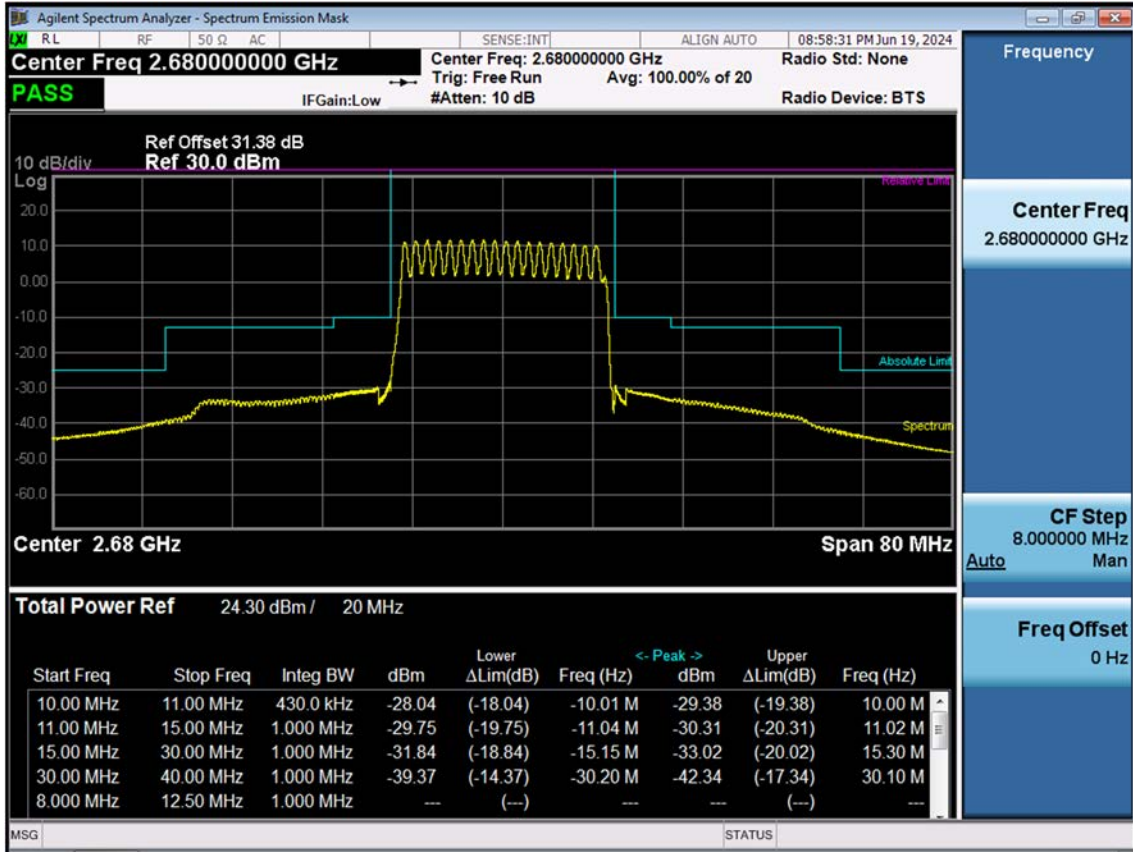 Agilent Spectrum Analyzer - Spectrum Emission Mask
LXI RL RF 50 Ω AC SENSE:INT ALIGN AUTO 08:58:31 PM Jun 19, 2024
Center Freq 2.680000000 GHz
Center Freq: 2.680000000 GHz Radio Std: None
Trig: Free Run Avg: 100.00% of 20
PASS
IFGain:Low #Atten: 10 dB Radio Device: BTS
Ref Offset 31.38 dB
10 dB/div Ref 30.0 dBm
Log
Relative Limit
20.0
10.0
0.00
-10.0
-20.0
Absolute Limit
-30.0
-40.0
Spectrum
-50.0
-60.0
Center 2.68 GHz Span 80 MHz
Total Power Ref 24.30 dBm / 20 MHz
Lower <- Peak -> Upper
Start Freq Stop Freq Integ BW dBm ΔLim(dB) Freq (Hz) dBm ΔLim(dB) Freq (Hz)
10.00 MHz 11.00 MHz 430.0 kHz -28.04 (-18.04) -10.01 M -29.38 (-19.38) 10.00 M
11.00 MHz 15.00 MHz 1.000 MHz -29.75 (-19.75) -11.04 M -30.31 (-20.31) 11.02 M
15.00 MHz 30.00 MHz 1.000 MHz -31.84 (-18.84) -15.15 M -33.02 (-20.02) 15.30 M
30.00 MHz 40.00 MHz 1.000 MHz -39.37 (-14.37) -30.20 M -42.34 (-17.34) 30.10 M
8.000 MHz 12.50 MHz 1.000 MHz --- (---) --- --- (---) ---
MSG STATUS
Frequency
Center Freq
2.680000000 GHz
CF Step
8.000000 MHz
Auto Man
Freq Offset
0 Hz